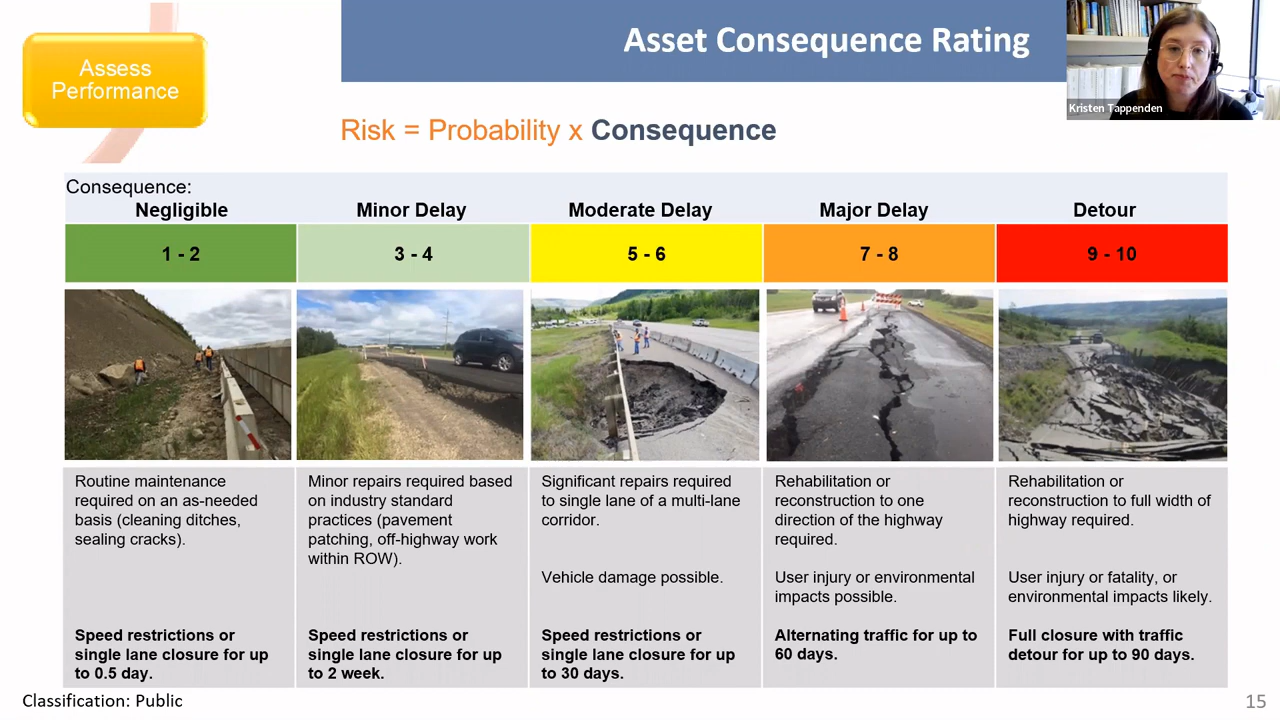 Assess
Performance
Asset Consequence Rating
Kristen Tappenden
Risk = Probability x Consequence
Consequence:
Negligible
Minor Delay
Moderate Delay
Major Delay
Detour
1 - 2
3 - 4
5 - 6
7 - 8
9 - 10
Routine maintenance
required on an as-needed
basis (cleaning ditches,
sealing cracks).
Speed restrictions or
single lane closure for up
to 0.5 day.
Minor repairs required based
on industry standard
practices (pavement
patching, off-highway work
within ROW).
Speed restrictions or
single lane closure for up
to 2 week.
Significant repairs required
to single lane of a multi-lane
corridor.
Vehicle damage possible.
Speed restrictions or
single lane closure for up
to 30 days.
Rehabilitation or
reconstruction to one
direction of the highway
required.
User injury or environmental
impacts possible.
Alternating traffic for up to
60 days.
Rehabilitation or
reconstruction to full width of
highway required.
User injury or fatality, or
environmental impacts likely.
Full closure with traffic
detour for up to 90 days.
Classification: Public
15